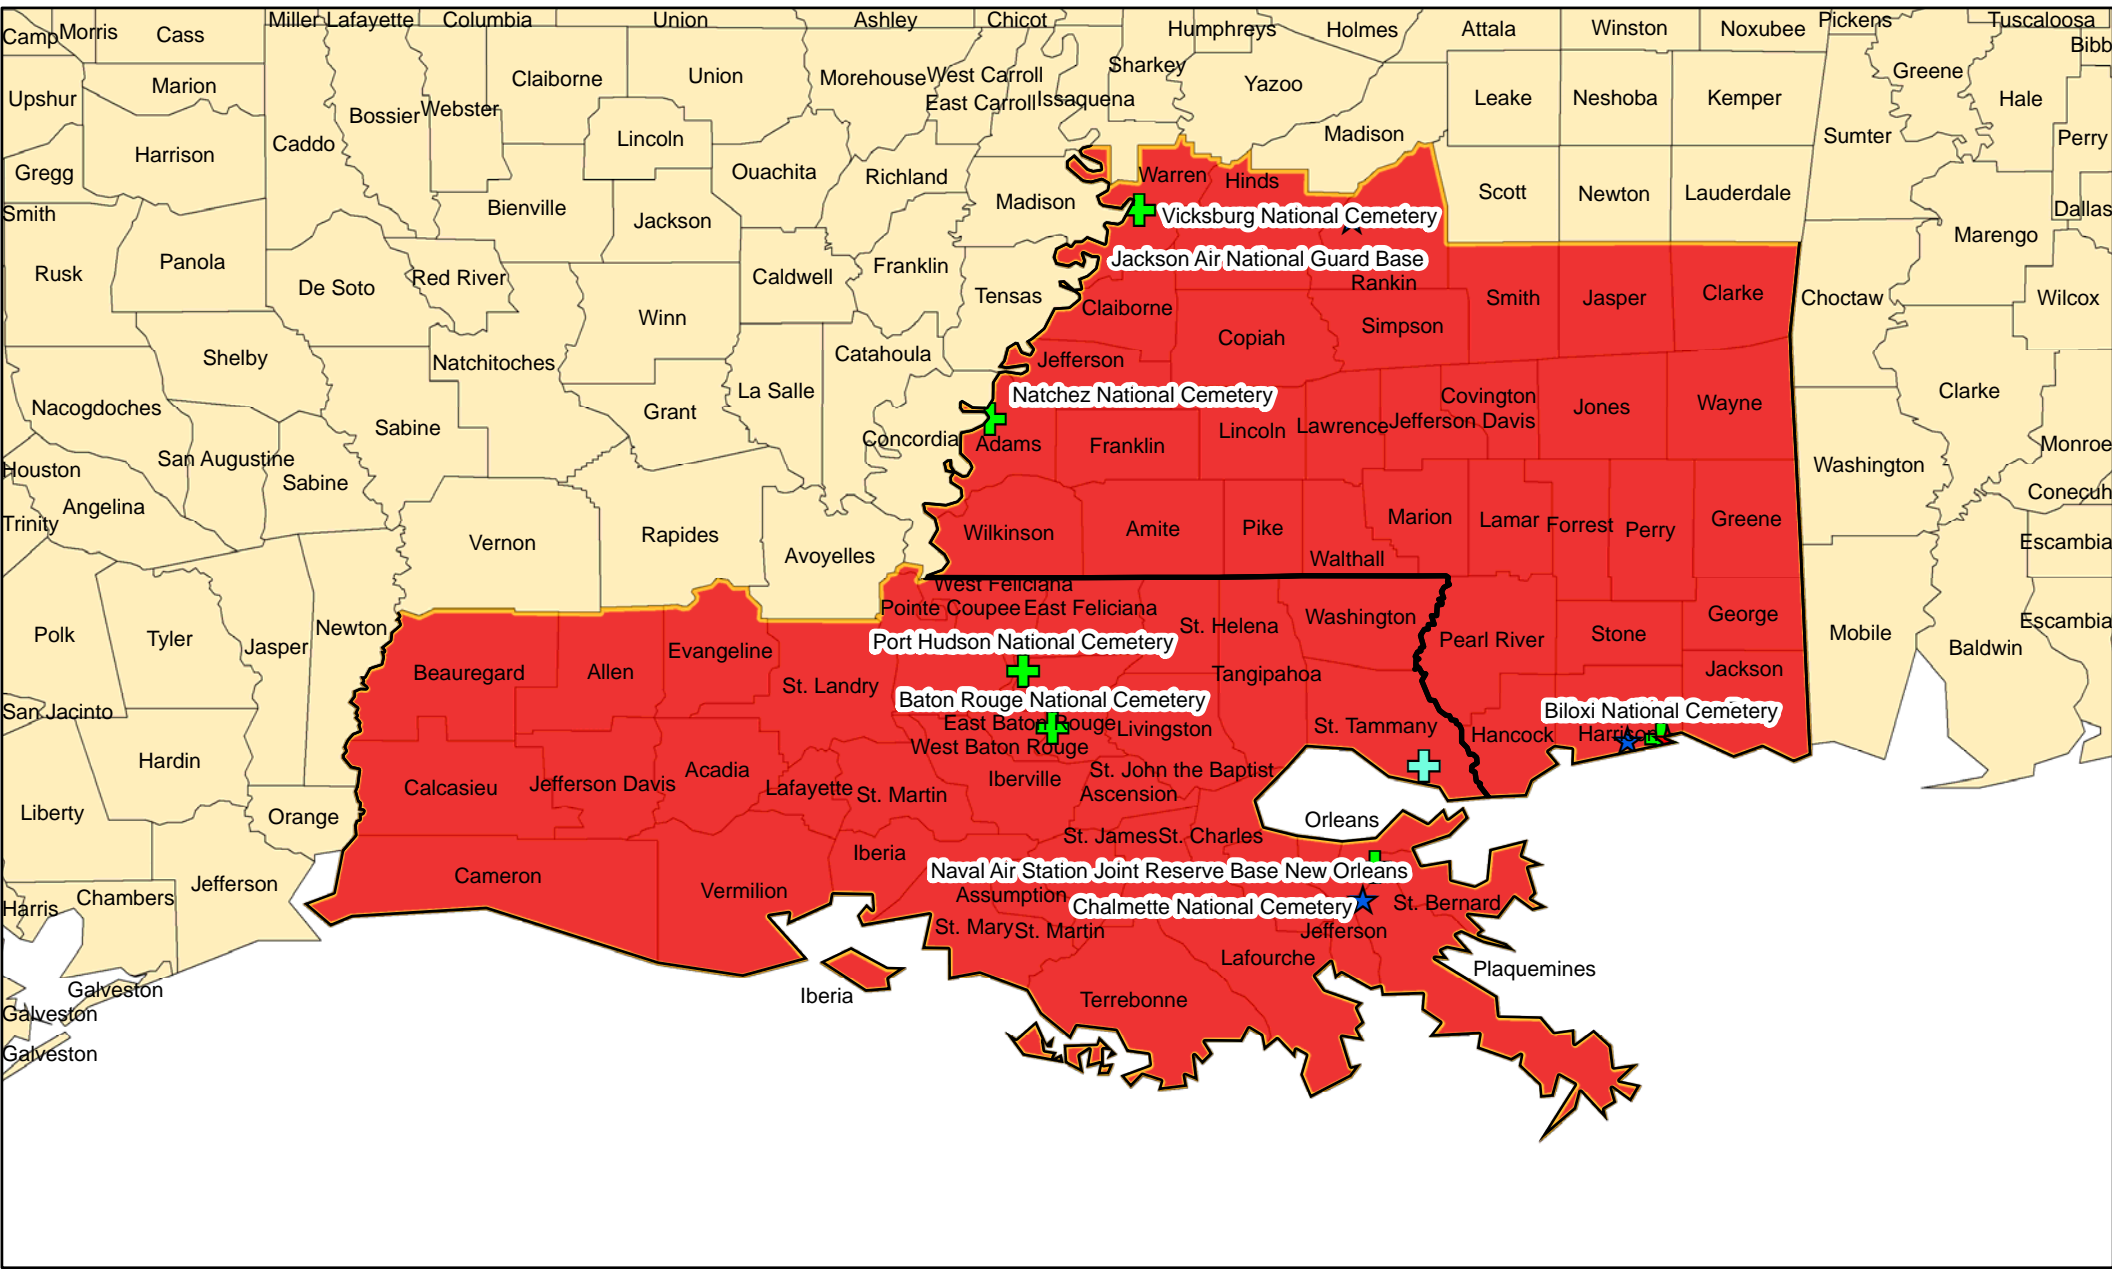 Miller
Lafayette
Columbia
Union
Ashley
Chicot
Pickens
Tuscaloosa
Camp
Morris
Cass
Humphreys
Holmes
Attala
Winston
Noxubee
Bibb
Marion
Claiborne
Union
Morehouse
West Carroll
Sharkey
Yazoo
Greene
Upshur
Bossier
Webster
East Carroll
Issaquena
Leake
Neshoba
Kemper
Hale
Harrison
Caddo
Lincoln
Madison
Sumter
Perry
Gregg
Ouachita
Richland
Warren
Hinds
Smith
Bienville
Jackson
Madison
Scott
Newton
Lauderdale
Dallas
Vicksburg National Cemetery
Marengo
Rusk
Panola
De Soto
Red River
Caldwell
Franklin
Jackson Air National Guard Base
Rankin
Tensas
Claiborne
Smith
Jasper
Clarke
Choctaw
Wilcox
Winn
Copiah
Simpson
Shelby
Natchitoches
Catahoula
Jefferson
La Salle
Natchez National Cemetery
Covington
Clarke
Nacogdoches
Grant
Jones
Wayne
Sabine
Concordia
Adams
Franklin
Lincoln
Lawrence
Jefferson Davis
Monroe
San Augustine
Houston
Sabine
Washington
Angelina
Conecuh
Trinity
Vernon
Rapides
Avoyelles
Wilkinson
Amite
Pike
Marion
Lamar
Forrest
Perry
Greene
Walthall
Escambia
West Feliciana
Pointe Coupee
East Feliciana
Polk
Tyler
Jasper
Newton
St. Helena
Washington
Pearl River
Stone
George
Mobile
Baldwin
Escambia
Port Hudson National Cemetery
Beauregard
Allen
Evangeline
St. Landry
Tangipahoa
Jackson
Baton Rouge National Cemetery
San Jacinto
East Baton Rouge
Livingston
St. Tammany
Biloxi National Cemetery
Hancock
Harrison
West Baton Rouge
Hardin
Calcasieu
Jefferson Davis
Acadia
Lafayette
St. Martin
Iberville
St. John the Baptist
Ascension
Liberty
Orange
Orleans
St. James
St. Charles
Iberia
Naval Air Station Joint Reserve Base New Orleans
Cameron
Vermilion
Assumption
Chalmette National Cemetery
St. Bernard
Harris
Chambers
Jefferson
St. Mary
St. Martin
Jefferson
Lafourche
Plaquemines
Galveston
Iberia
Terrebonne
Galveston
Galveston